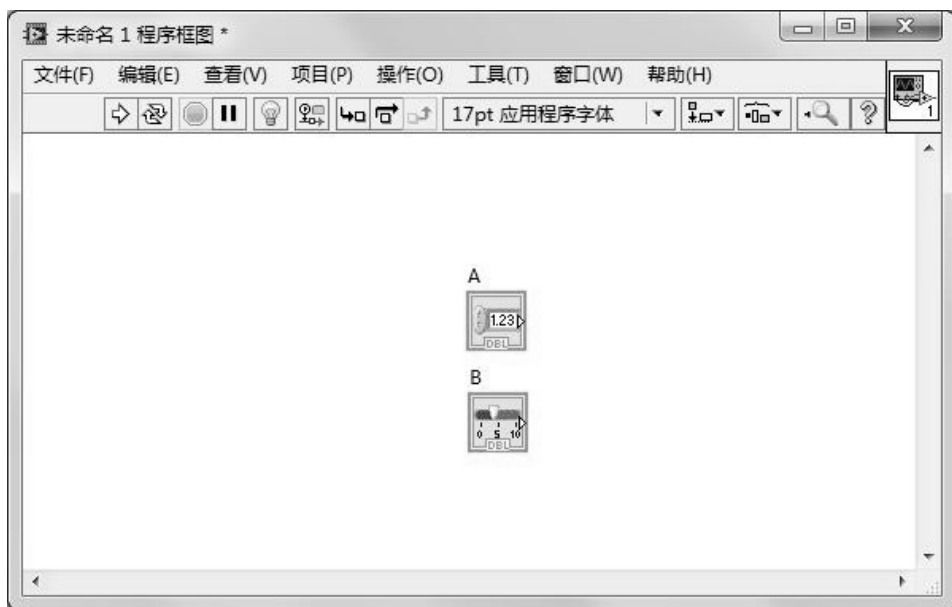 未命名 1 程序框图 *
文件(F) 编辑(E) 查看(V) 项目(P) 操作(O) 工具(T) 窗口(W) 帮助(H)
17pt 应用程序字体
1
A
1.23
DBL
B
0 5 10
DBL